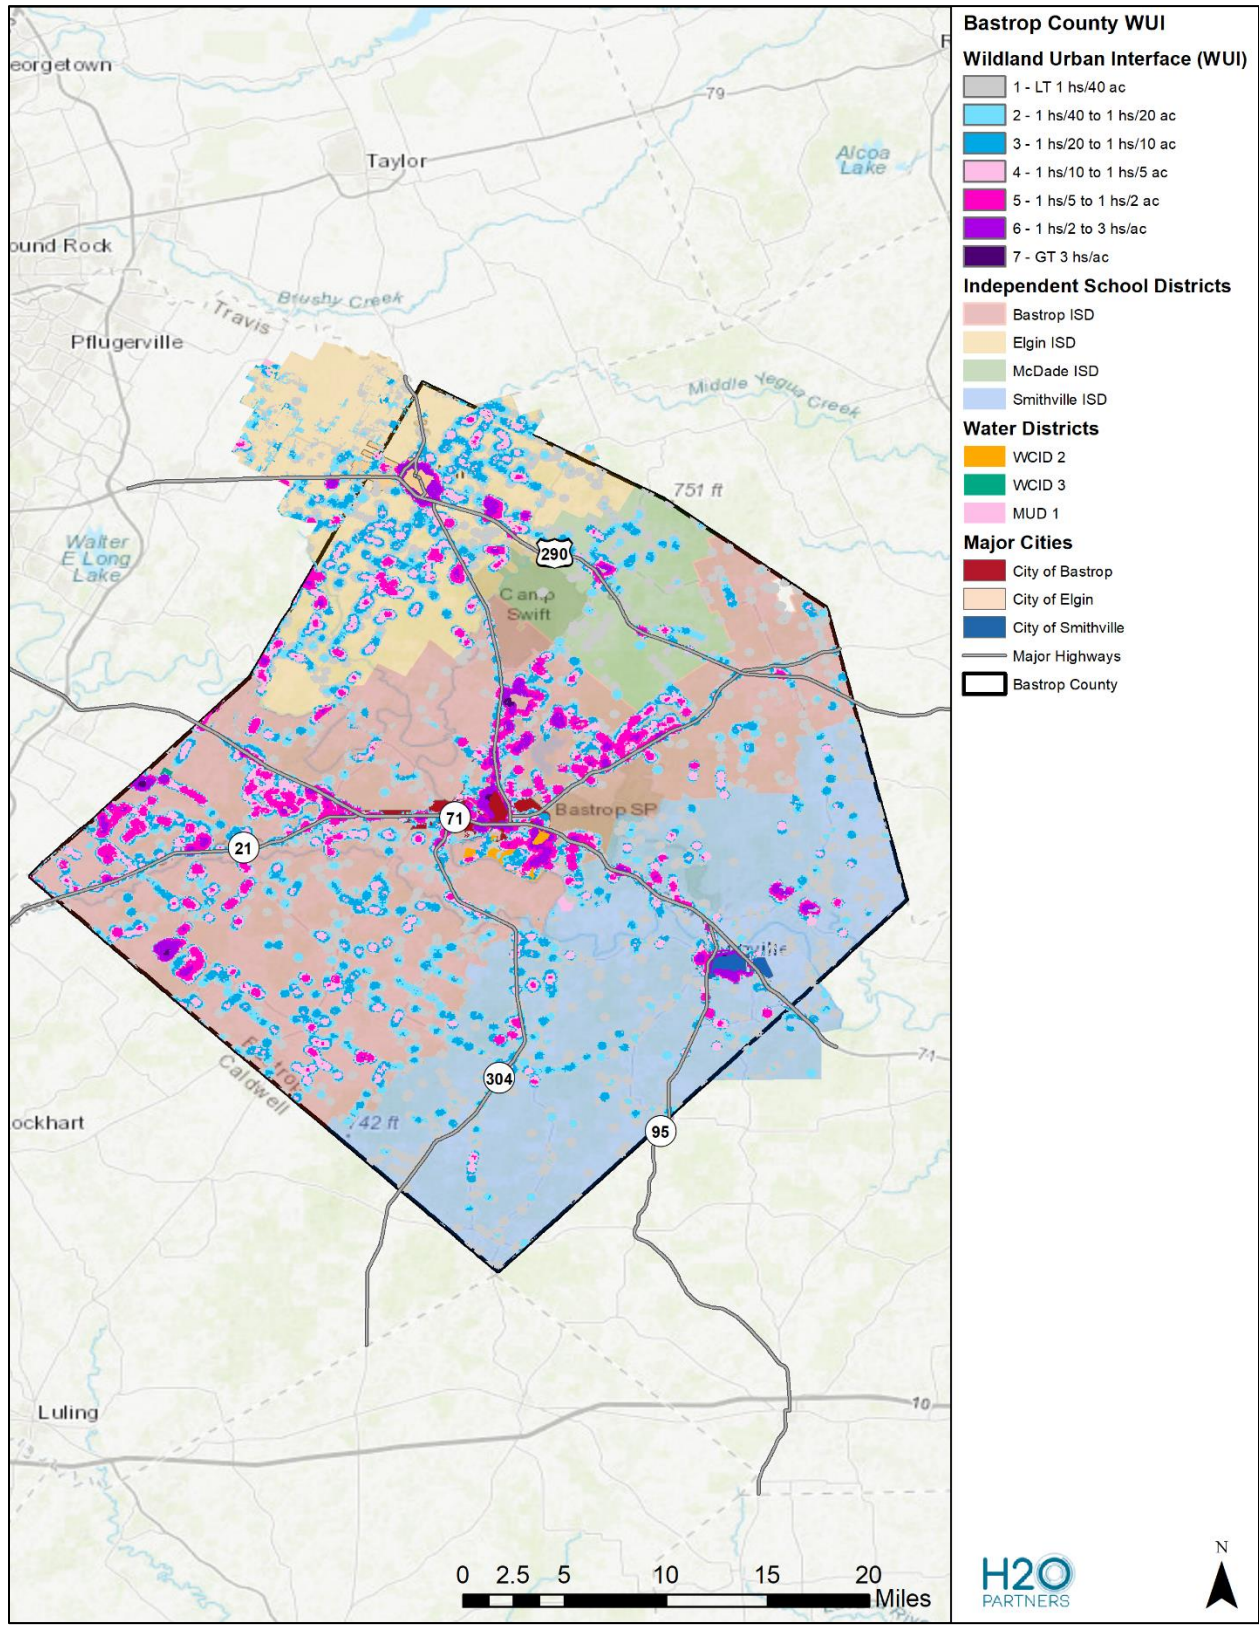 eorgetown
79
Taylor
Alcoa
Lake
ound Rock
Brushy Creek
Travis
Pflugerville
Middle Yegua Creek
751 ft
Walter
E Long
Lake
290
Camp
Swift
Bastrop SP
71
21
304
Caldwell
742 ft
ockhart
71
95
Luling
10
0 2.5 5 10 15 20
Miles
Bastrop County WUI
Wildland Urban Interface (WUI)
1 - LT 1 hs/40 ac
2 - 1 hs/40 to 1 hs/20 ac
3 - 1 hs/20 to 1 hs/10 ac
4 - 1 hs/10 to 1 hs/5 ac
5 - 1 hs/5 to 1 hs/2 ac
6 - 1 hs/2 to 3 hs/ac
7 - GT 3 hs/ac
Independent School Districts
Bastrop ISD
Elgin ISD
McDade ISD
Smithville ISD
Water Districts
WCID 2
WCID 3
MUD 1
Major Cities
City of Bastrop
City of Elgin
City of Smithville
Major Highways
Bastrop County
H2O
PARTNERS
N